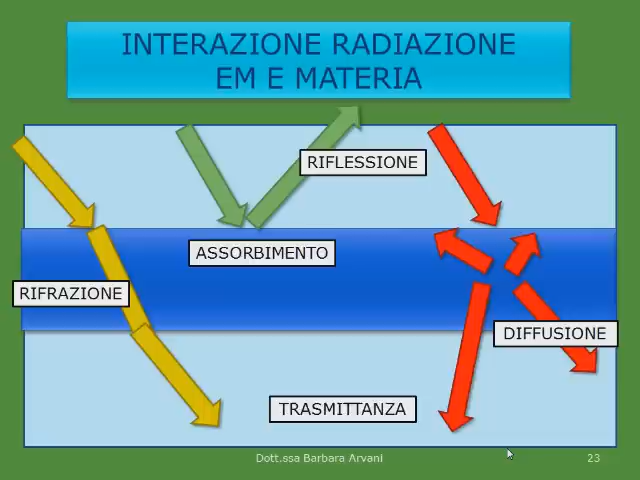 INTERAZIONE RADIAZIONE
EM E MATERIA
RIFLESSIONE
ASSORBIMENTO
RIFRAZIONE
DIFFUSIONE
TRASMITTANZA
Dott.ssa Barbara Arvani
23